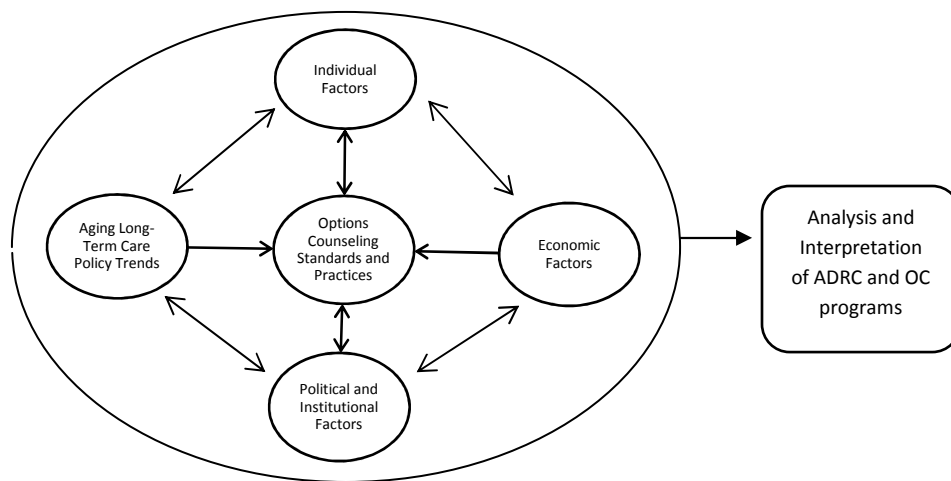 Individual
Factors
Aging Long-
Term Care
Policy Trends
Options
Counseling
Standards and
Practices
Economic
Factors
Political and
Institutional
Factors
Analysis and
Interpretation
of ADRC and OC
programs